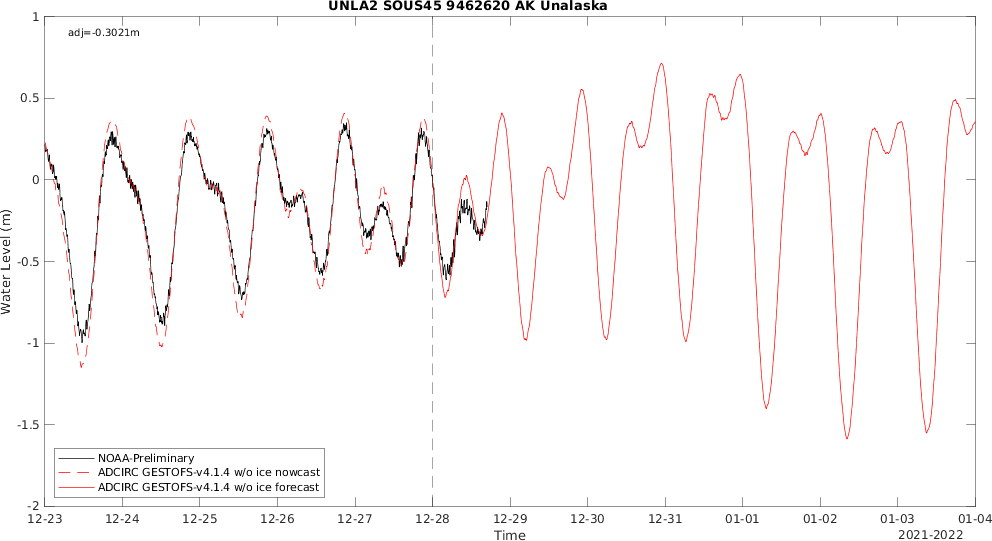 UNLA2 SOUS45 9462620 AK Unalaska
adj=-0.3021m
1
0.5
0
-0.5
-1
-1.5
-2
Water Level (m)
NOAA-Preliminary
ADCIRC GESTOFS-v4.1.4 w/o ice nowcast
ADCIRC GESTOFS-v4.1.4 w/o ice forecast
12-23 12-24 12-25 12-26 12-27 12-28 12-29 12-30 12-31 01-01 01-02 01-03 01-04
Time
2021-2022